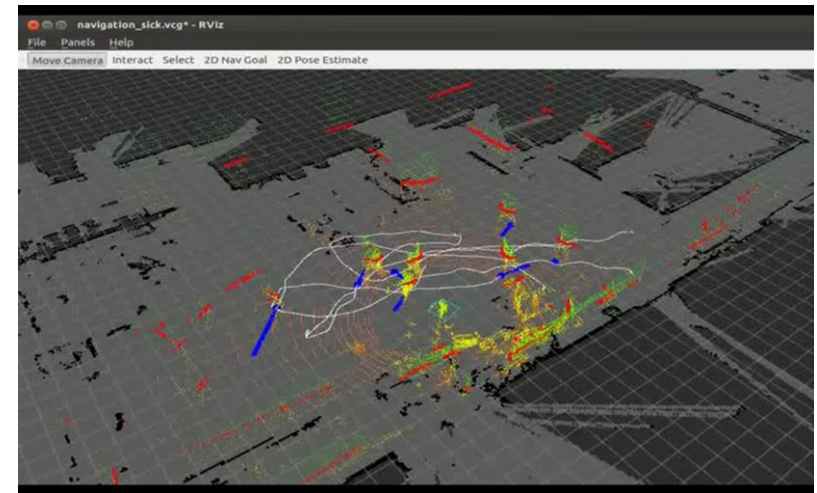 navigation_sick.vcg* - RViz
File Panels Help
Move Camera Interact Select 2D Nav Goal 2D Pose Estimate